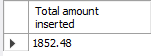 Total amount
inserted
1852.48